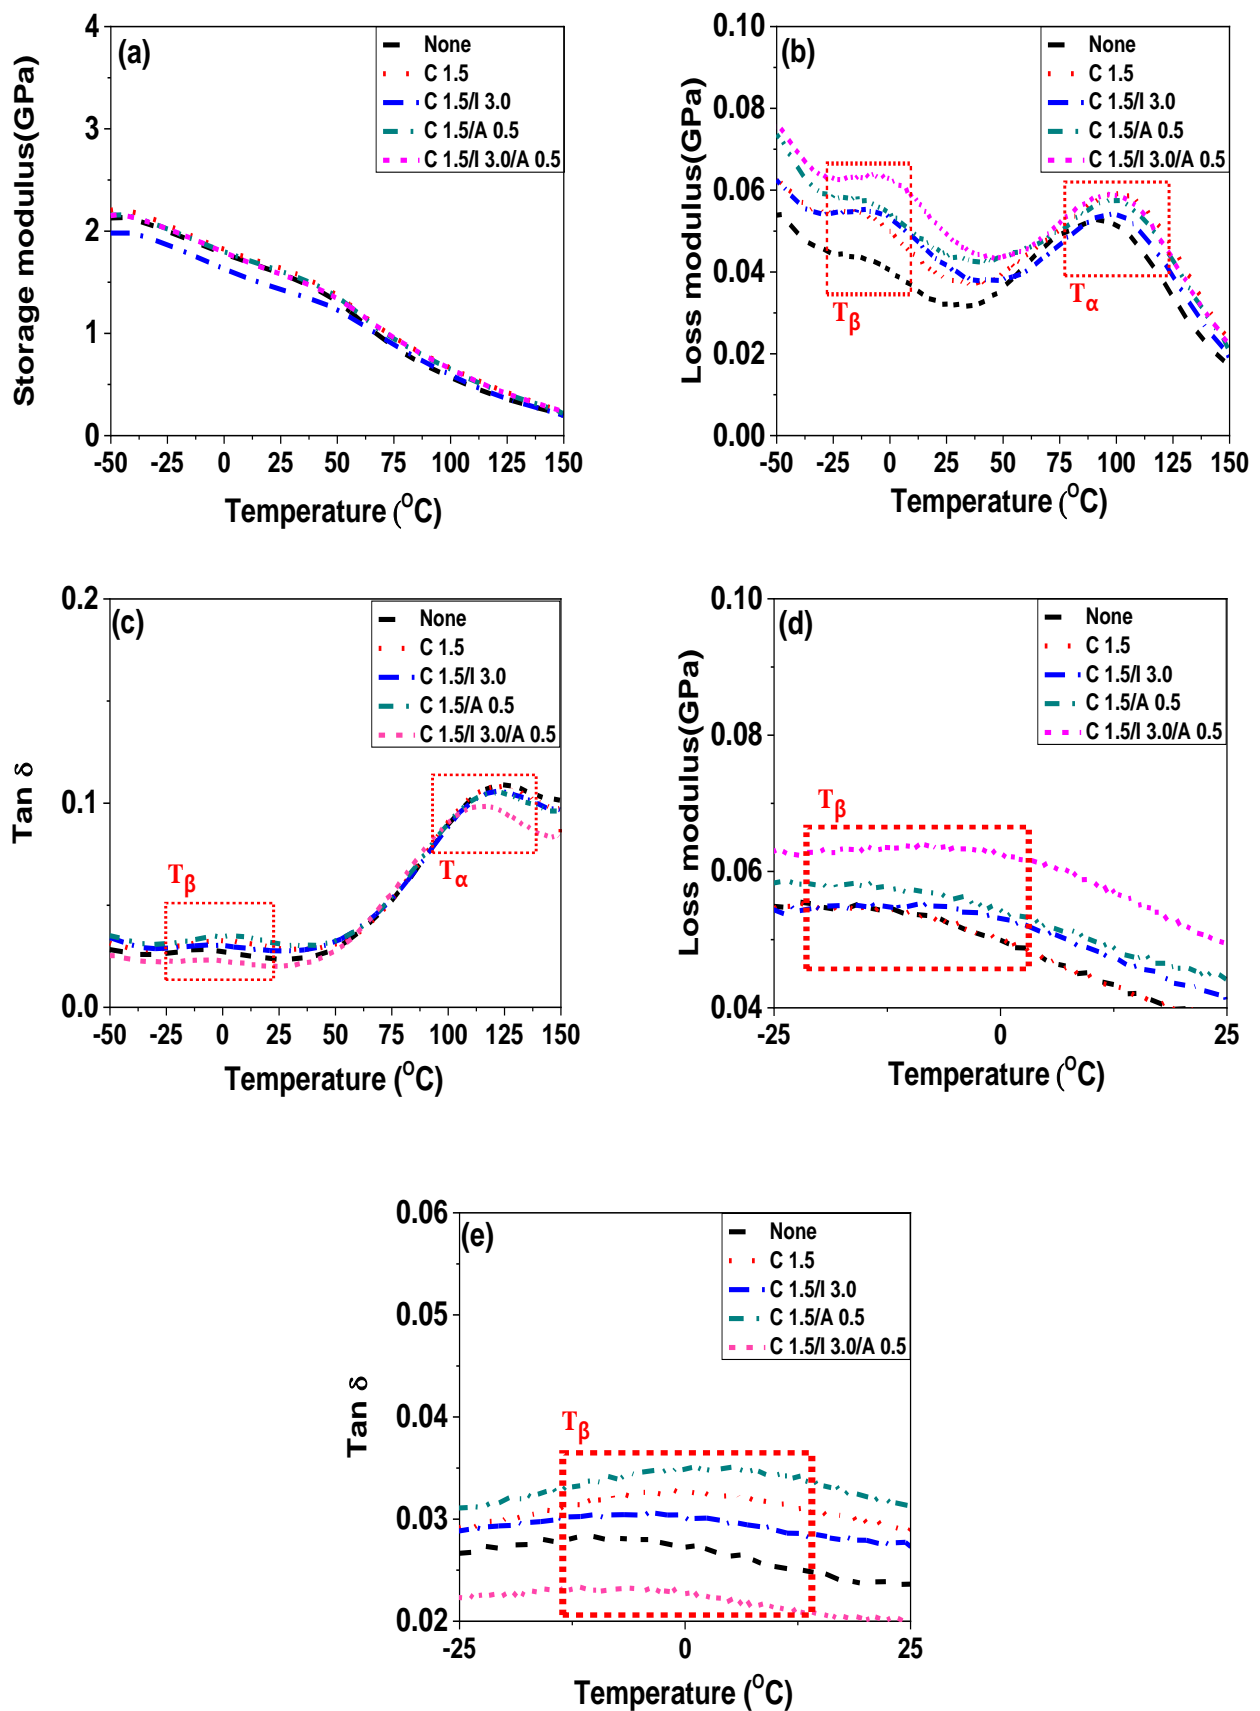 (a)
None
C 1.5
C 1.5/I 3.0
C 1.5/A 0.5
C 1.5/I 3.0/A 0.5
Storage modulus(GPa)
4
3
2
1
0
-50 -25 0 25 50 75 100 125 150
Temperature (°C)
(b)
None
C 1.5
C 1.5/I 3.0
C 1.5/A 0.5
C 1.5/I 3.0/A 0.5
Loss modulus(GPa)
0.10
0.08
0.06
0.04
0.02
0.00
Tβ
Tα
-50 -25 0 25 50 75 100 125 150
Temperature (°C)
(c)
None
C 1.5
C 1.5/I 3.0
C 1.5/A 0.5
C 1.5/I 3.0/A 0.5
Tan δ
0.2
0.1
0.0
Tβ
Tα
-50 -25 0 25 50 75 100 125 150
Temperature (°C)
(d)
None
C 1.5
C 1.5/I 3.0
C 1.5/A 0.5
C 1.5/I 3.0/A 0.5
Loss modulus(GPa)
0.10
0.08
0.06
0.04
Tβ
-25 0 25
Temperature (°C)
(e)
None
C 1.5
C 1.5/I 3.0
C 1.5/A 0.5
C 1.5/I 3.0/A 0.5
Tan δ
0.06
0.05
0.04
0.03
0.02
Tβ
-25 0 25
Temperature (°C)